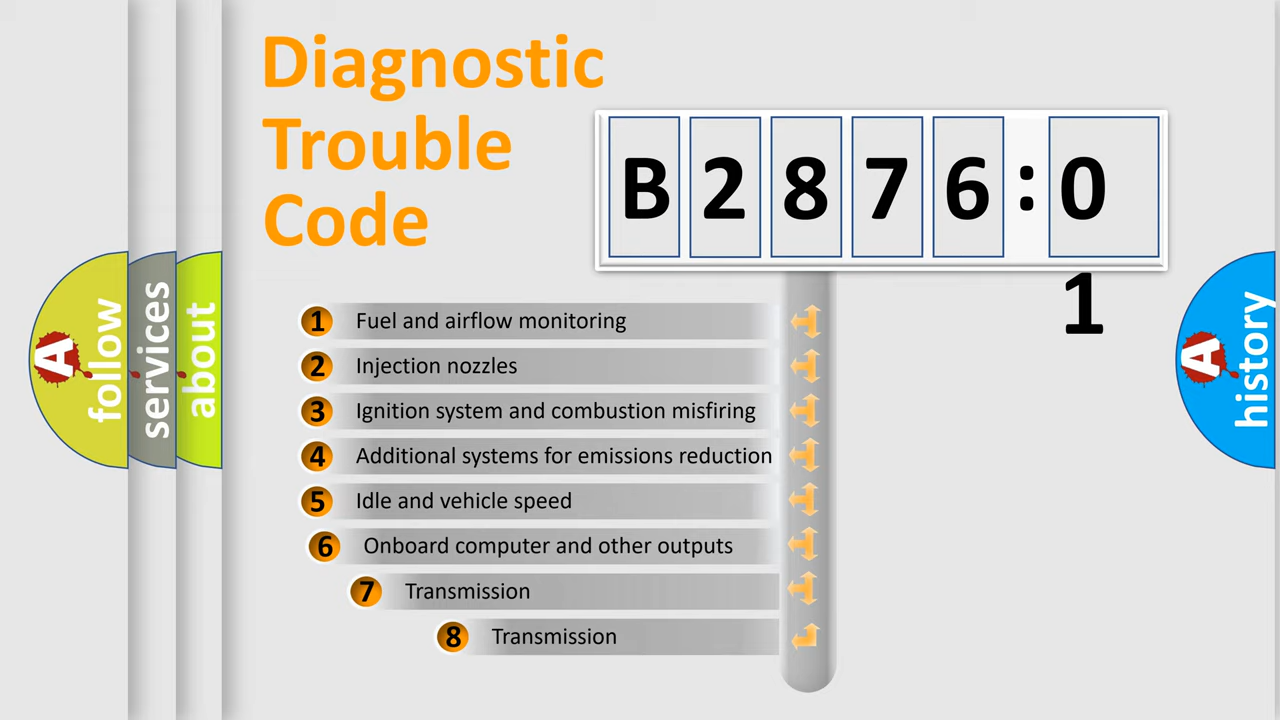 Diagnostic
Trouble
Code
B 2 8 7 6 : 0
1
1 Fuel and airflow monitoring
2 Injection nozzles
3 Ignition system and combustion misfiring
4 Additional systems for emissions reduction
5 Idle and vehicle speed
6 Onboard computer and other outputs
7 Transmission
8 Transmission
A follow
services
about
A history